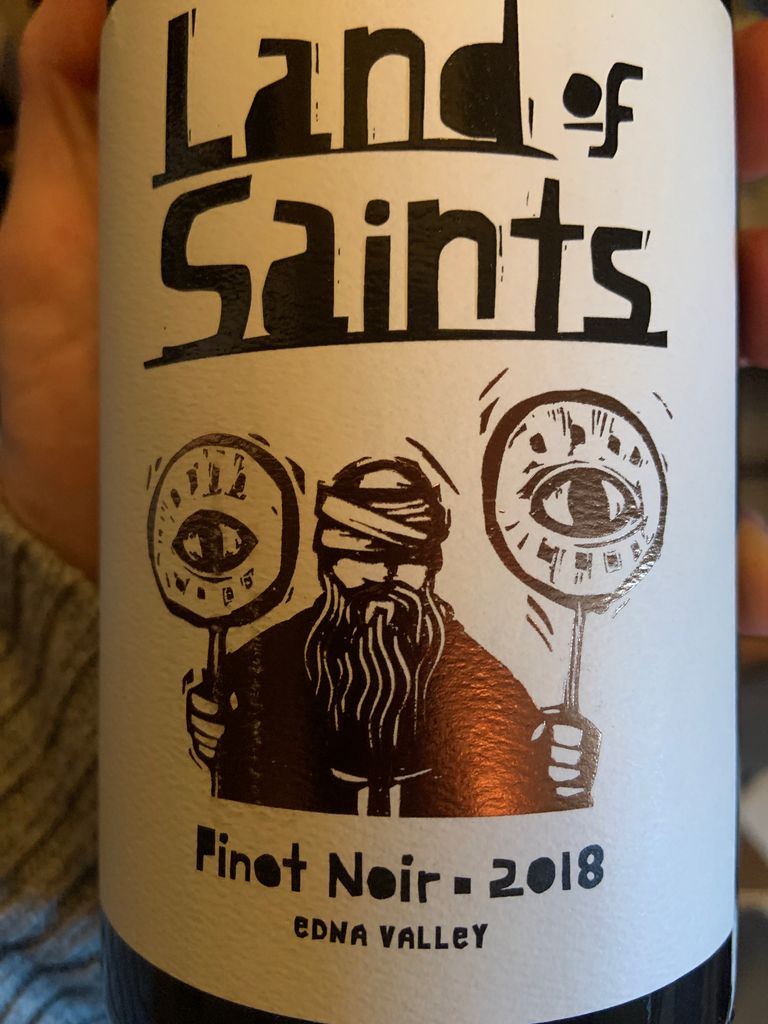 Land of
Saints
Pinot Noir . 2018
EDNA VALLEY